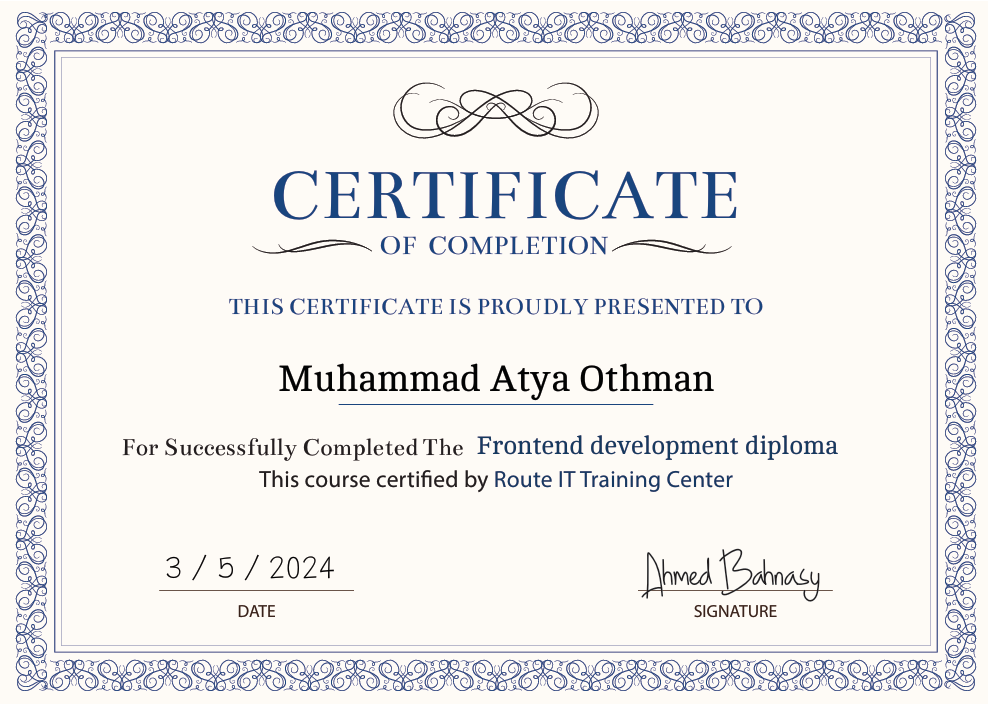 CERTIFICATE
OF COMPLETION
THIS CERTIFICATE IS PROUDLY PRESENTED TO
Muhammad Atya Othman
For Successfully Completed The Frontend development diploma
This course certified by Route IT Training Center
3 / 5 / 2024
Ahmed Bahnasy
DATE
SIGNATURE